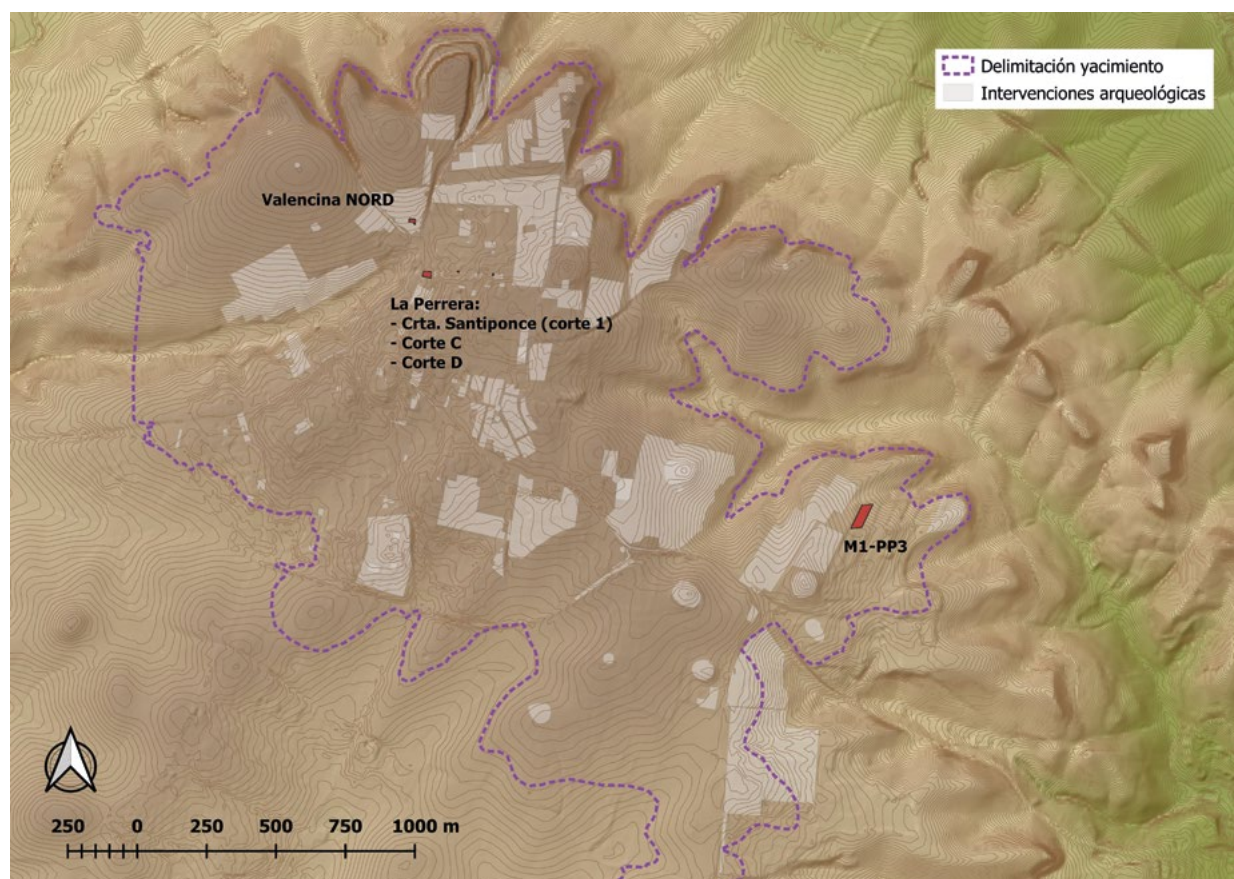 Delimitación yacimiento
Intervenciones arqueológicas
Valencina NORD
La Perrera:
- Crta. Santiponce (corte 1)
- Corte C
- Corte D
M1-PP3
250 0 250 500 750 1000 m